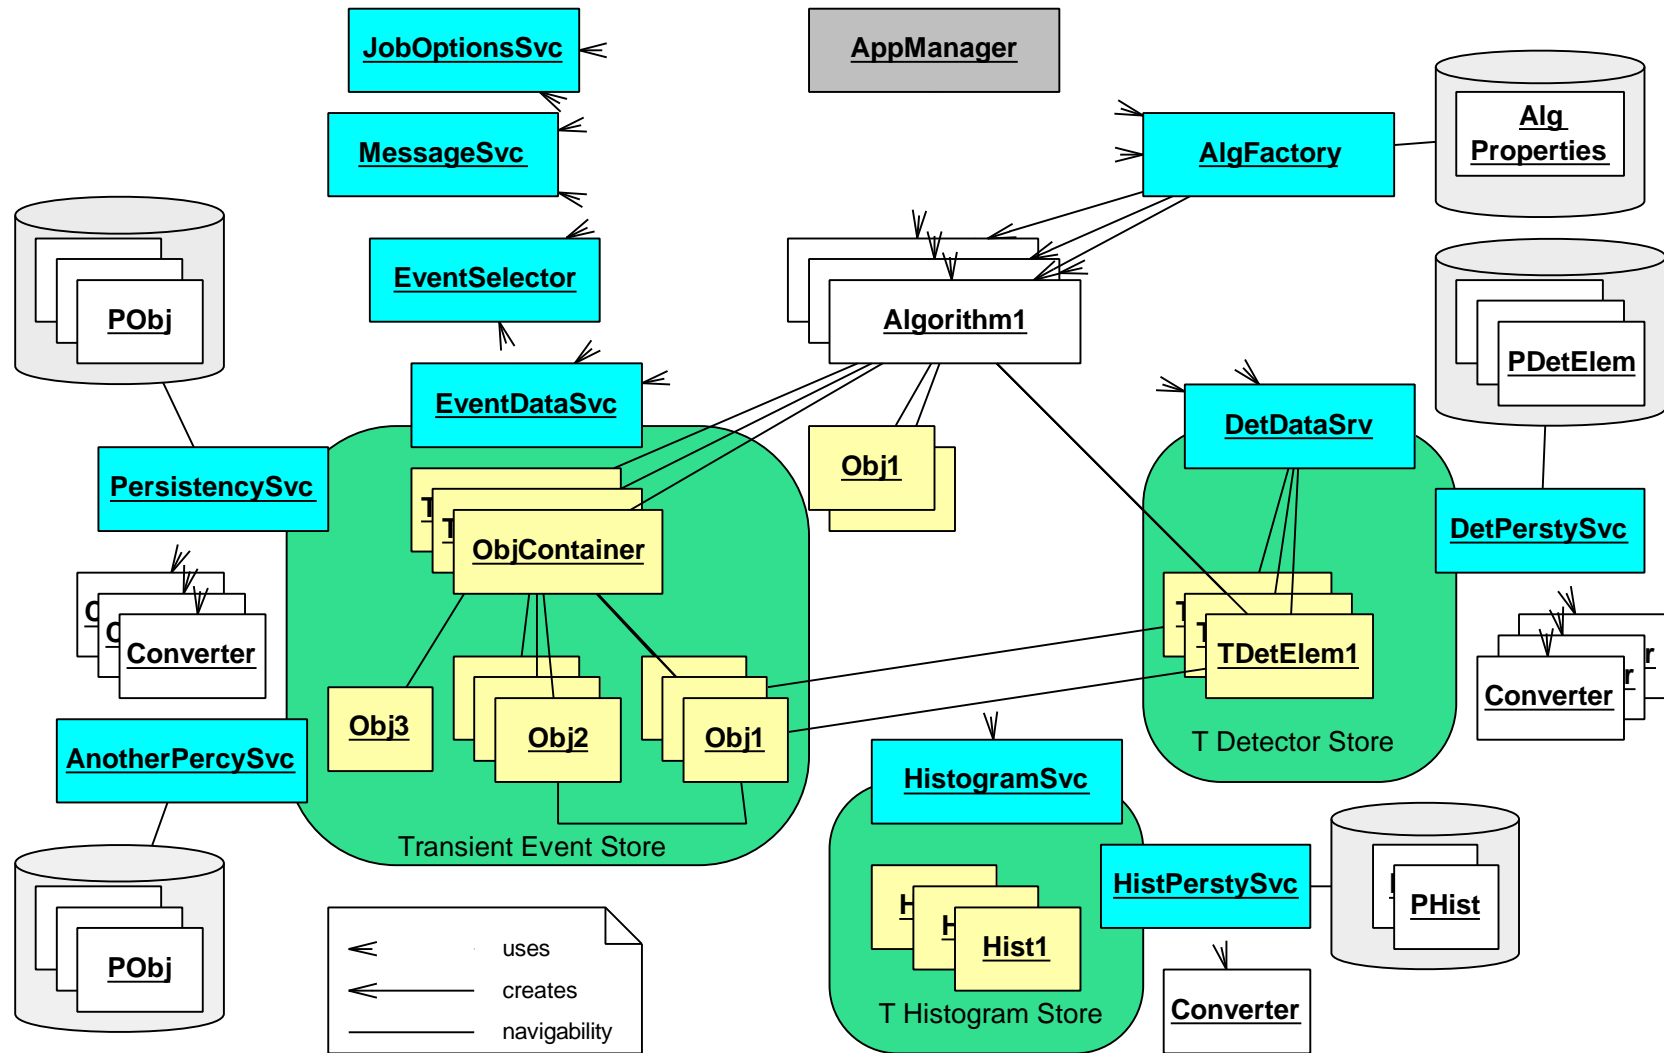 JobOptionsSvc
AppManager
MessageSvc
AlgFactory
Alg
Properties
EventSelector
PObj
Algorithm1
PDetElem
EventDataSvc
DetDataSrv
PersistencySvc
Obj1
DetPerstySvc
T
T
ObjContainer
C
C
Converter
T
T
TDetElem1
r
r
Converter
Obj3
Obj2
Obj1
T Detector Store
AnotherPercySvc
HistogramSvc
Transient Event Store
HistPerstySvc
PHist
H
H
Hist1
PObj
T Histogram Store
Converter
uses
creates
navigability